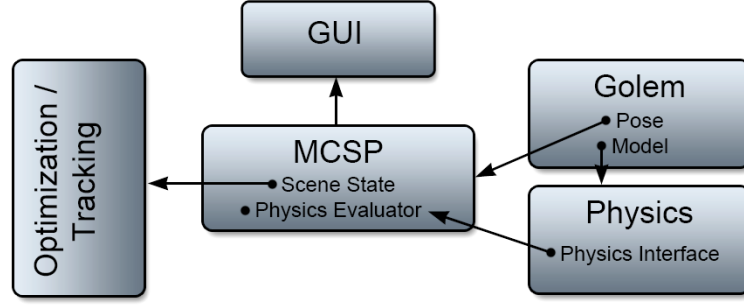 GUI
Optimization /
Tracking
MCSP
Scene State
Physics Evaluator
Golem
Pose
Model
Physics
Physics Interface